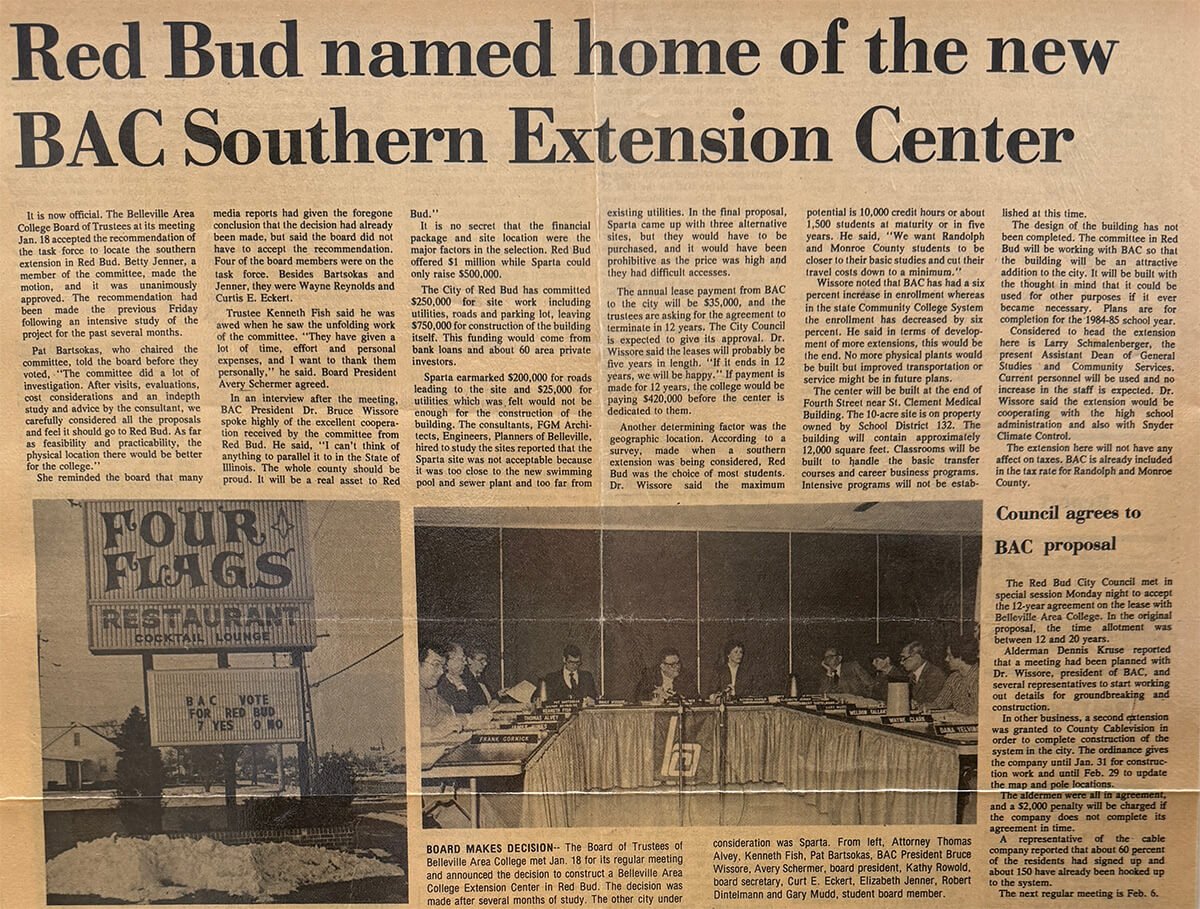 Red Bud named home of the new
BAC Southern Extension Center
It is now official. The Belleville Area
College Board of Trustees at its meeting
Jan. 18 accepted the recommendation of
the task force to locate the southern
extension in Red Bud. Betty Jenner, a
member of the committee, made the
motion, and it was unanimously
approved. The recommendation had
been made the previous Friday
following an intensive study of the
project for the past several months.
Pat Bartsokas, who chaired the
committee, told the board before they
voted, "The committee did a lot of
investigation. After visits, evaluations,
cost considerations and an indepth
study and advice by the consultant, we
carefully considered all the proposals
and feel it should go to Red Bud. As far
as feasibility and practicability, the
physical location there would be better
for the college."
She reminded the board that many
media reports had given the foregone
conclusion that the decision had already
been made, but said the board did not
have to accept the recommendation.
Four of the board members were on the
task force. Besides Bartsokas and
Jenner, they were Wayne Reynolds and
Curtis E. Eckert.
Trustee Kenneth Fish said he was
awed when he saw the unfolding work
of the committee. "They have given a
lot of time, effort and personal
expenses, and I want to thank them
personally," he said. Board President
Avery Schermer agreed.
In an interview after the meeting,
BAC President Dr. Bruce Wissore
spoke highly of the excellent coopera-
tion received by the committee from
Red Bud. He said, "I can't think of
anything to parallel it to in the State of
Illinois. The whole county should be
proud. It will be a real asset to Red
Bud."
It is no secret that the financial
package and site location were the
major factors in the selection. Red Bud
offered $1 million while Sparta could
only raise $500,000.
The City of Red Bud has committed
$250,000 for site work including
utilities, roads and parking lot, leaving
$750,000 for construction of the building
itself. This funding would come from
bank loans and about 60 area private
investors.
Sparta earmarked $200,000 for roads
leading to the site and $25,000 for
utilities which was felt would not be
enough for the construction of the
building. The consultants, FGM Archi-
tects, Engineers, Planners of Belleville,
hired to study the sites reported that the
Sparta site was not acceptable because
it was too close to the new swimming
pool and sewer plant and too far from
existing utilities. In the final proposal,
Sparta came up with three alternative
sites, but they would have to be
purchased, and it would have been
prohibitive as the price was high and
they had difficult accesses.
The annual lease payment from BAC
to the city will be $35,000, and the
trustees are asking for the agreement to
terminate in 12 years. The City Council
is expected to give its approval. Dr.
Wissore said the leases will probably be
five years in length. "If it ends in 12
years, we will be happy." If payment is
made for 12 years, the college would be
paying $420,000 before the center is
dedicated to them.
Another determining factor was the
geographic location. According to a
survey, made when a southern
extension was being considered, Red
Bud was the choice of most students.
Dr. Wissore said the maximum
potential is 10,000 credit hours or about
1,500 students at maturity or in five
years. He said, "We want Randolph
and Monroe County students to be
closer to their basic studies and cut their
travel costs down to a minimum."
Wissore noted that BAC has had a six
percent increase in enrollment whereas
in the state Community College System
the enrollment has decreased by six
percent. He said in terms of develop-
ment of more extensions, this would be
the end. No more physical plants would
be built but improved transportation or
service might be in future plans.
The center will be built at the end of
Fourth Street near St. Clement Medical
Building. The 10-acre site is on property
owned by School District 132. The
building will contain approximately
12,000 square feet. Classrooms will be
built to handle the basic transfer
courses and career business programs.
Intensive programs will not be estab-
lished at this time.
The design of the building has not
been completed. The committee in Red
Bud will be working with BAC so that
the building will be an attractive
addition to the city. It will be built with
the thought in mind that it could be
used for other purposes if it ever
became necessary. Plans are for
completion for the 1984-85 school year.
Considered to head the extension
here is Larry Schmalenberger, the
present Assistant Dean of General
Studies and Community Services.
Current personnel will be used and no
increase in the staff is expected. Dr.
Wissore said the extension would be
cooperating with the high school
administration and also with Snyder
Climate Control.
The extension here will not have any
affect on taxes. BAC is already included
in the tax rate for Randolph and Monroe
County.
FOUR
FLAGS
RESTAURANT
COCKTAIL LOUNGE
BAC VOTE
FOR RED BUD
7 YES 0 NO
FRANK GORNICK
THOMAS ALVEY
WELDON TALLANT
WAYNE CLARK
BOARD MAKES DECISION-- The Board of Trustees of
Belleville Area College met Jan. 18 for its regular meeting
and announced the decision to construct a Belleville Area
College Extension Center in Red Bud. The decision was
made after several months of study. The other city under
consideration was Sparta. From left, Attorney Thomas
Alvey, Kenneth Fish, Pat Bartsokas, BAC President Bruce
Wissore, Avery Schermer, board president, Kathy Rowold,
board secretary, Curt E. Eckert, Elizabeth Jenner, Robert
Dintelmann and Gary Mudd, student board member.
Council agrees to
BAC proposal
The Red Bud City Council met in
special session Monday night to accept
the 12-year agreement on the lease with
Belleville Area College. In the original
proposal, the time allotment was
between 12 and 20 years.
Alderman Dennis Kruse reported
that a meeting had been planned with
Dr. Wissore, president of BAC, and
several representatives to start working
out details for groundbreaking and
construction.
In other business, a second extension
was granted to County Cablevision in
order to complete construction of the
system in the city. The ordinance gives
the company until Jan. 31 for construc-
tion work and until Feb. 29 to update
the map and pole locations.
The aldermen were all in agreement,
and a $2,000 penalty will be charged if
the company does not complete its
agreement in time.
A representative of the cable
company reported that about 60 percent
of the residents had signed up and
about 150 have already been hooked up
to the system.
The next regular meeting is Feb. 6.